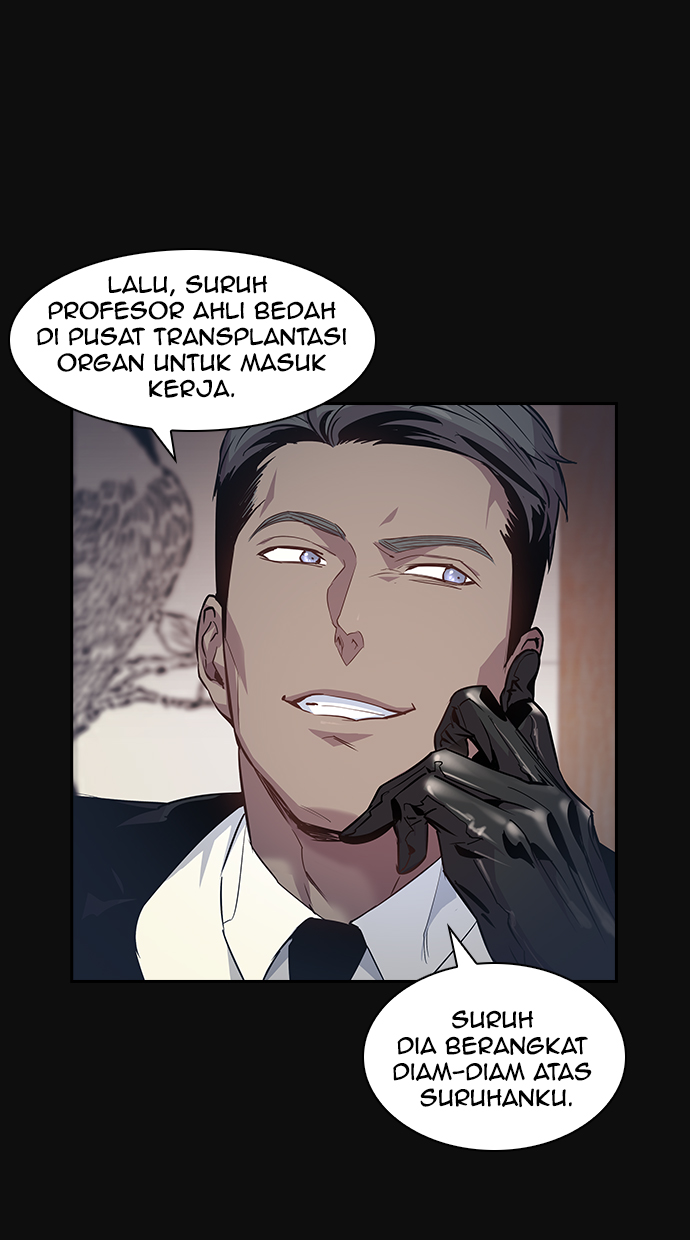 LALU, SURUH
PROFESOR AHLI BEDAH
DI PUSAT TRANSPLANTASI
ORGAN UNTUK MASUK
KERJA.
SURUH
DIA BERANGKAT
DIAM-DIAM ATAS
SURUHANKU.